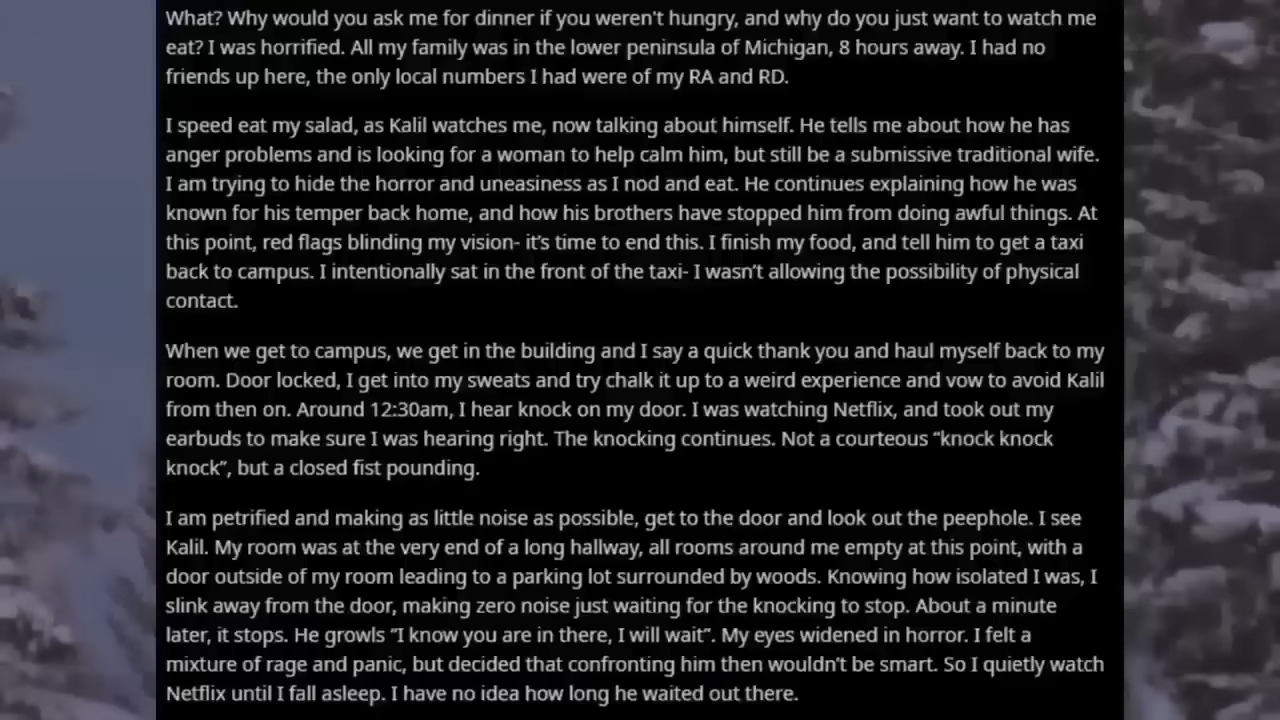 What? Why would you ask me for dinner if you weren't hungry, and why do you just want to watch me
eat? I was horrified. All my family was in the lower peninsula of Michigan, 8 hours away. I had no
friends up here, the only local numbers I had were of my RA and RD.
I speed eat my salad, as Kalil watches me, now talking about himself. He tells me about how he has
anger problems and is looking for a woman to help calm him, but still be a submissive traditional wife.
I am trying to hide the horror and uneasiness as I nod and eat. He continues explaining how he was
known for his temper back home, and how his brothers have stopped him from doing awful things. At
this point, red flags blinding my vision- it’s time to end this. I finish my food, and tell him to get a taxi
back to campus. I intentionally sat in the front of the taxi- I wasn’t allowing the possibility of physical
contact.
When we get to campus, we get in the building and I say a quick thank you and haul myself back to my
room. Door locked, I get into my sweats and try chalk it up to a weird experience and vow to avoid Kalil
from then on. Around 12:30am, I hear knock on my door. I was watching Netflix, and took out my
earbuds to make sure I was hearing right. The knocking continues. Not a courteous “knock knock
knock”, but a closed fist pounding.
I am petrified and making as little noise as possible, get to the door and look out the peephole. I see
Kalil. My room was at the very end of a long hallway, all rooms around me empty at this point, with a
door outside of my room leading to a parking lot surrounded by woods. Knowing how isolated I was, I
slink away from the door, making zero noise just waiting for the knocking to stop. About a minute
later, it stops. He growls “I know you are in there, I will wait”. My eyes widened in horror. I felt a
mixture of rage and panic, but decided that confronting him then wouldn’t be smart. So I quietly watch
Netflix until I fall asleep. I have no idea how long he waited out there.